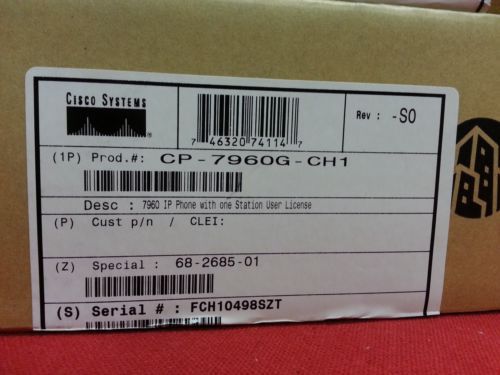 CISCO SYSTEMS
®
7 46320 74114 7
Rev : -S0
(1P) Prod.#: CP-7960G-CH1
Desc : 7960 IP Phone with one Station User License
(P) Cust p/n / CLEI:
(Z) Special : 68-2685-01
(S) Serial # : FCH10498SZT